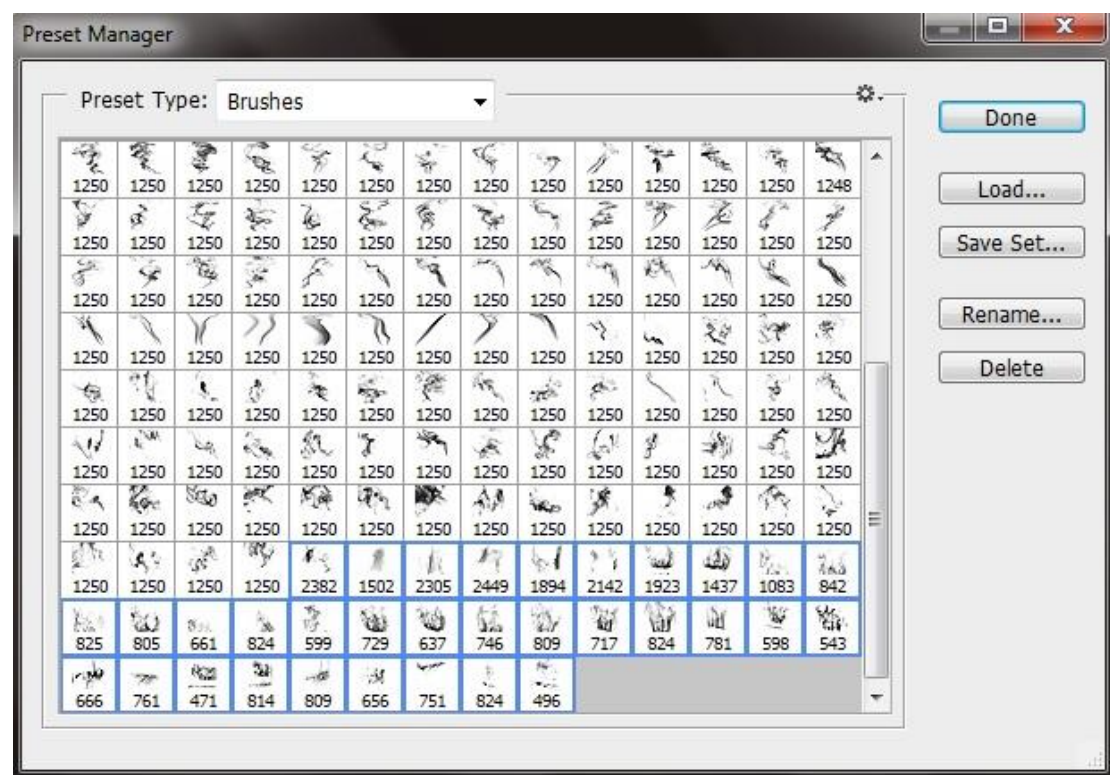 Preset Manager
Preset Type: Brushes
Done
Load...
Save Set...
Rename...
Delete
1250 1250 1250 1250 1250 1250 1250 1250 1250 1250 1250 1250 1250 1248
1250 1250 1250 1250 1250 1250 1250 1250 1250 1250 1250 1250 1250 1250
1250 1250 1250 1250 1250 1250 1250 1250 1250 1250 1250 1250 1250 1250
1250 1250 1250 1250 1250 1250 1250 1250 1250 1250 1250 1250 1250 1250
1250 1250 1250 1250 1250 1250 1250 1250 1250 1250 1250 1250 1250 1250
1250 1250 1250 1250 1250 1250 1250 1250 1250 1250 1250 1250 1250 1250
1250 1250 1250 1250 1250 1250 1250 1250 1250 1250 1250 1250 1250 1250
1250 1250 1250 1250 2382 1502 2305 2449 1894 2142 1923 1437 1083 842
825 805 661 824 599 729 637 746 809 717 824 781 598 543
666 761 471 814 809 656 751 824 496